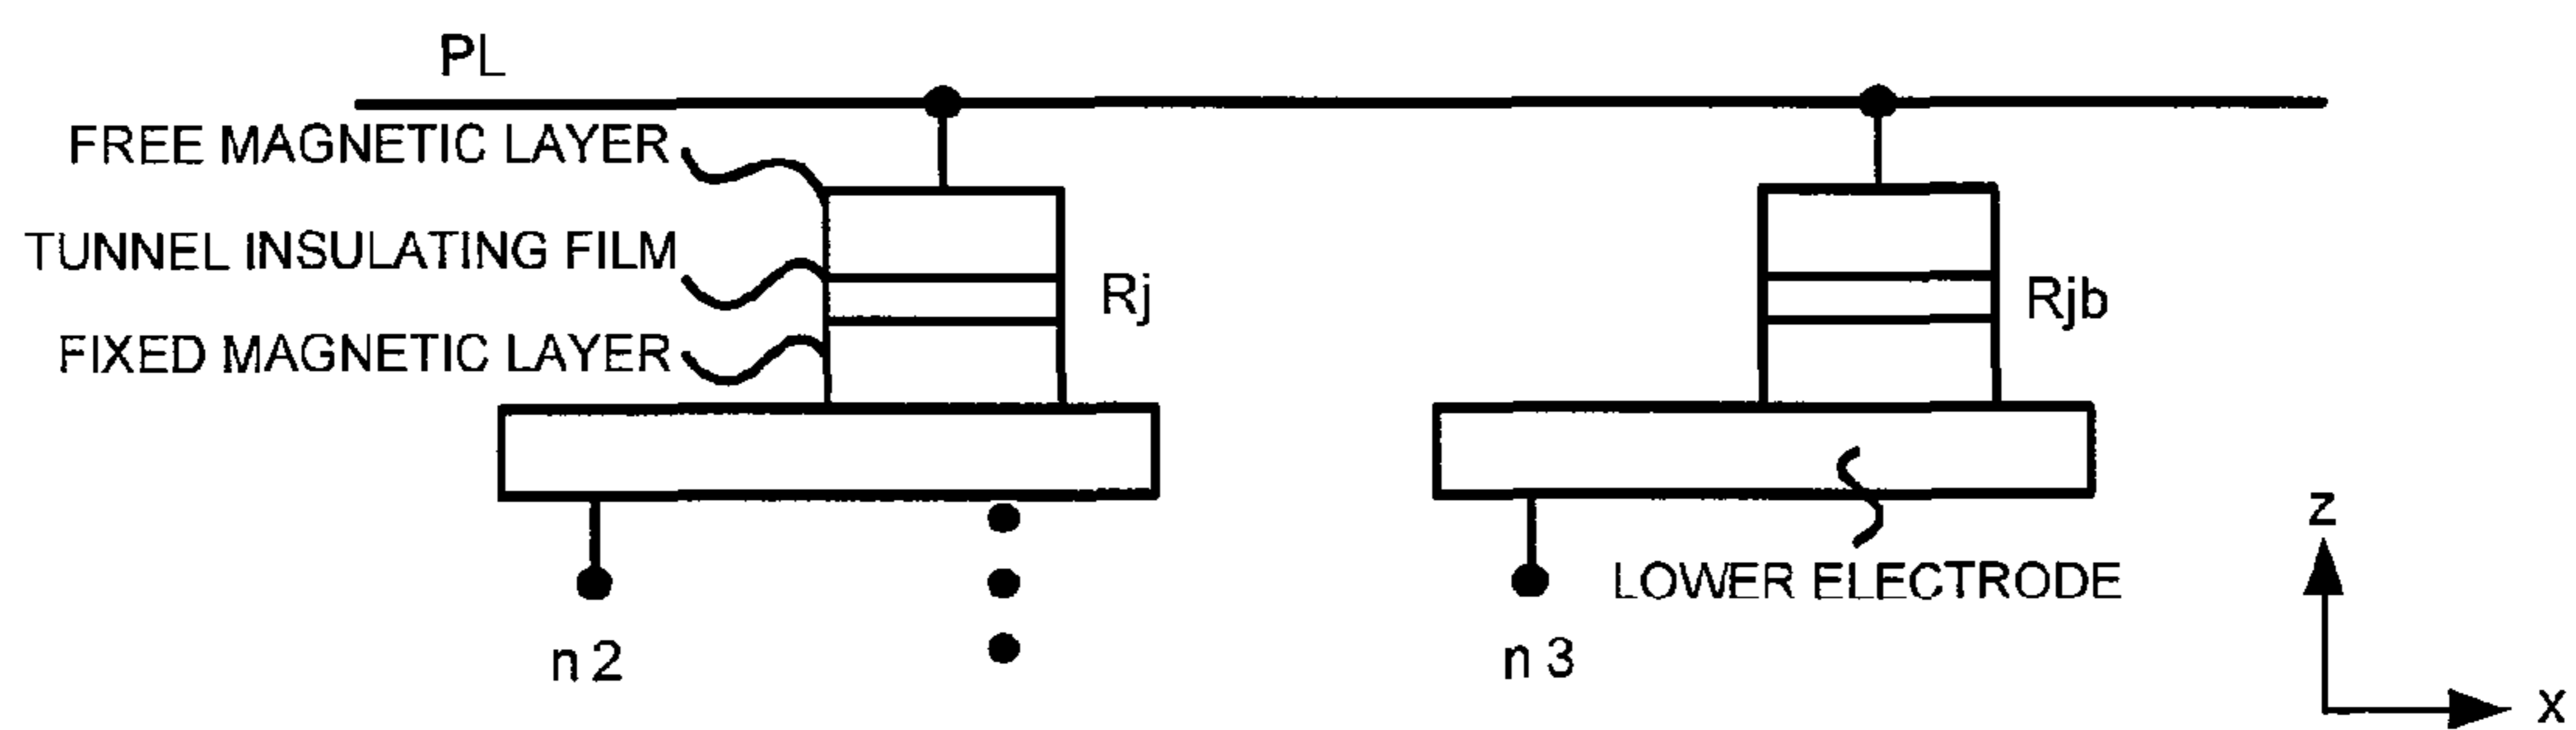 PL
FREE MAGNETIC LAYER
TUNNEL INSULATING FILM
Rj
Rjb
FIXED MAGNETIC LAYER
LOWER ELECTRODE
n2
n3
z
x